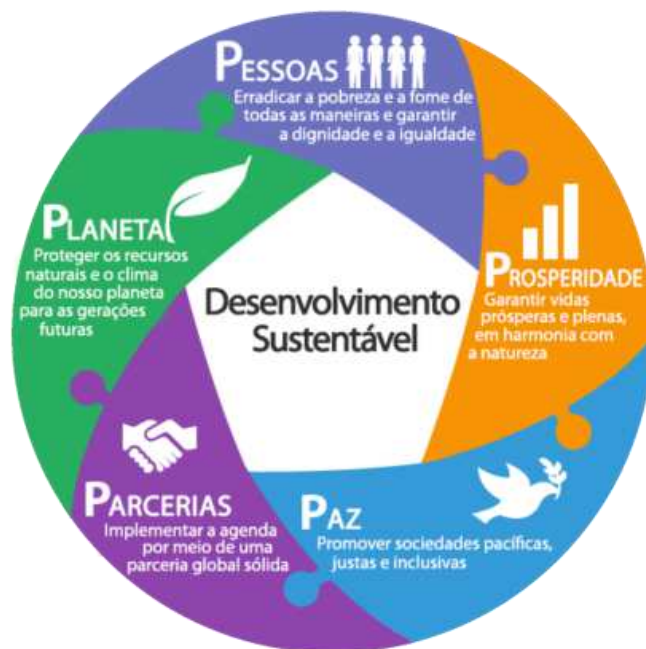 PESSOAS
Erradicar a pobreza e a fome de
todas as maneiras e garantir
a dignidade e a igualdade
PLANETA
Proteger os recursos
naturais e o clima
do nosso planeta
para as gerações
futuras
PROSPERIDADE
Garantir vidas
prósperas e plenas,
em harmonia com
a natureza
Desenvolvimento
Sustentável
PARCERIAS
Implementar a agenda
por meio de uma
parceria global sólida
PAZ
Promover sociedades pacíficas,
justas e inclusivas